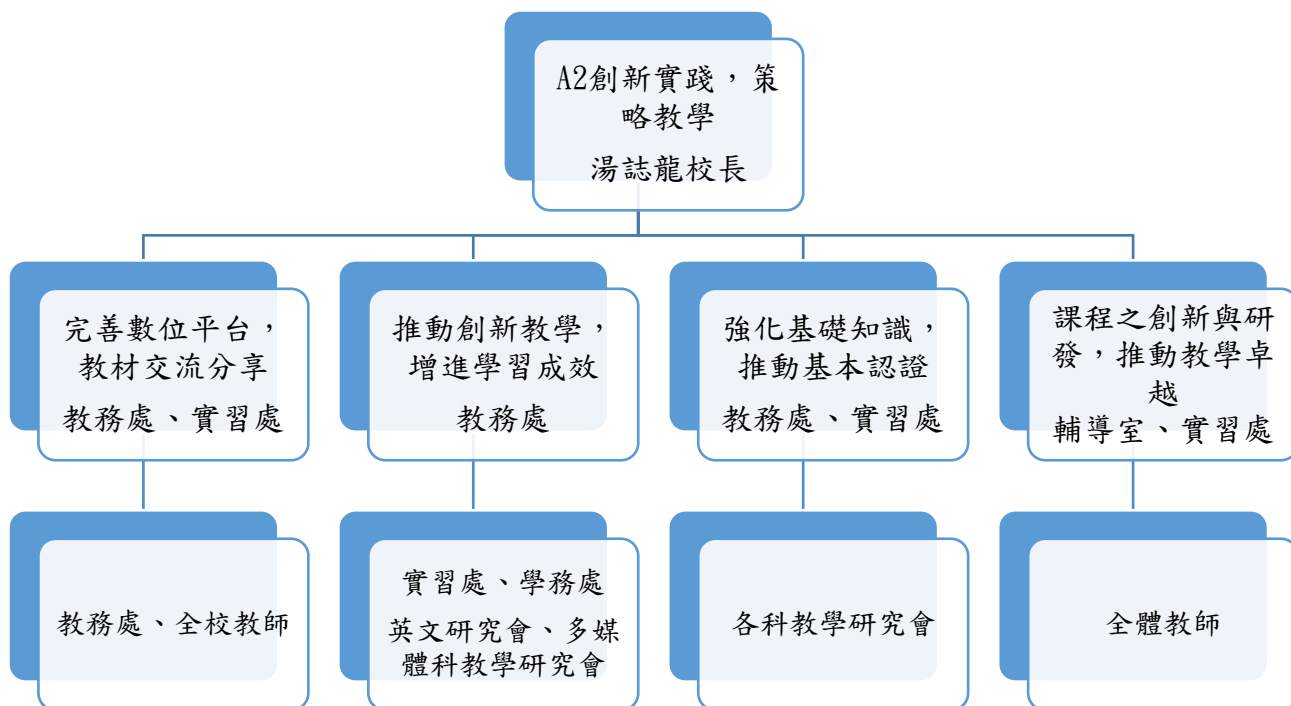 A2創新實踐，策
略教學
湯誌龍校長
完善數位平台，
教材交流分享
教務處、實習處
推動創新教學，
增進學習成效
教務處
強化基礎知識，
推動基本認證
教務處、實習處
課程之創新與研
發，推動教學卓
越
輔導室、實習處
教務處、全校教師
實習處、學務處
英文研究會、多媒
體科教學研究會
各科教學研究會
全體教師